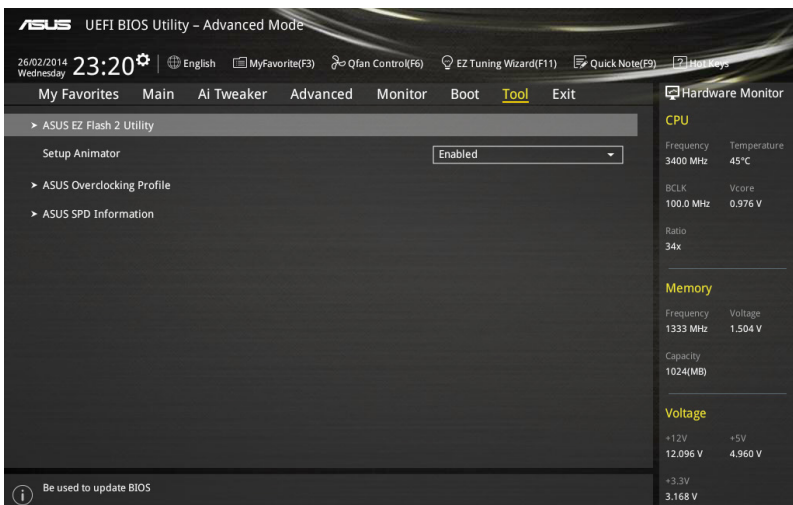 ASUS UEFI BIOS Utility – Advanced Mode
26/02/2014
Wednesday
23:20
English
MyFavorite(F3)
Qfan Control(F6)
EZ Tuning Wizard(F11)
Quick Note(F9)
? Hot Keys
My Favorites Main Ai Tweaker Advanced Monitor Boot Tool Exit
> ASUS EZ Flash 2 Utility
Setup Animator Enabled
> ASUS Overclocking Profile
> ASUS SPD Information
Be used to update BIOS
Hardware Monitor
CPU
Frequency Temperature
3400 MHz 45°C
BCLK Vcore
100.0 MHz 0.976 V
Ratio
34x
Memory
Frequency Voltage
1333 MHz 1.504 V
Capacity
1024(MB)
Voltage
+12V +5V
12.096 V 4.960 V
+3.3V
3.168 V